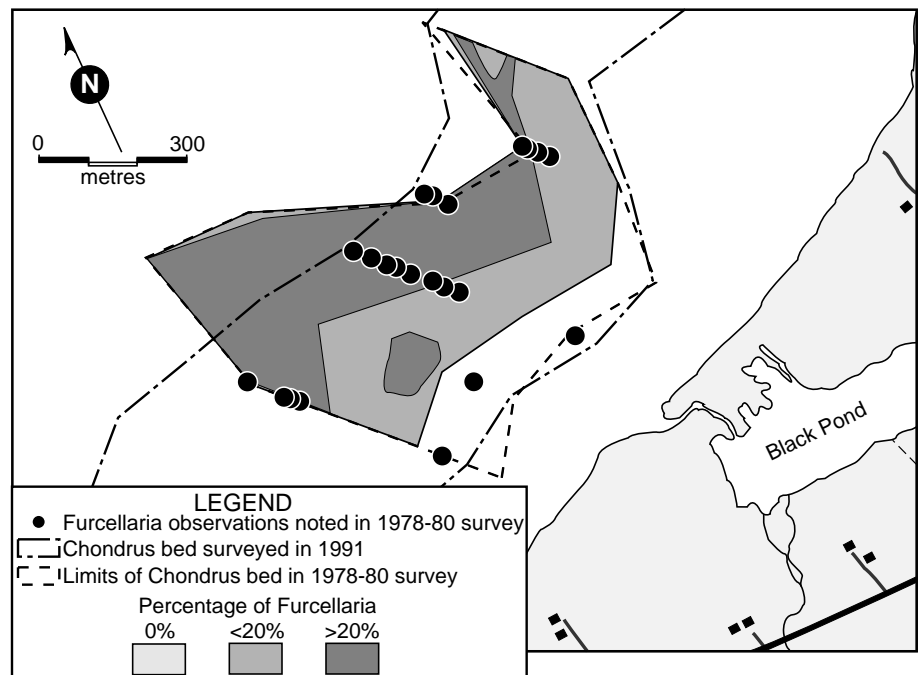 N
0 300
metres
Black Pond
LEGEND
Furcellaria observations noted in 1978-80 survey
Chondrus bed surveyed in 1991
Limits of Chondrus bed in 1978-80 survey
Percentage of Furcellaria
0% <20% >20%